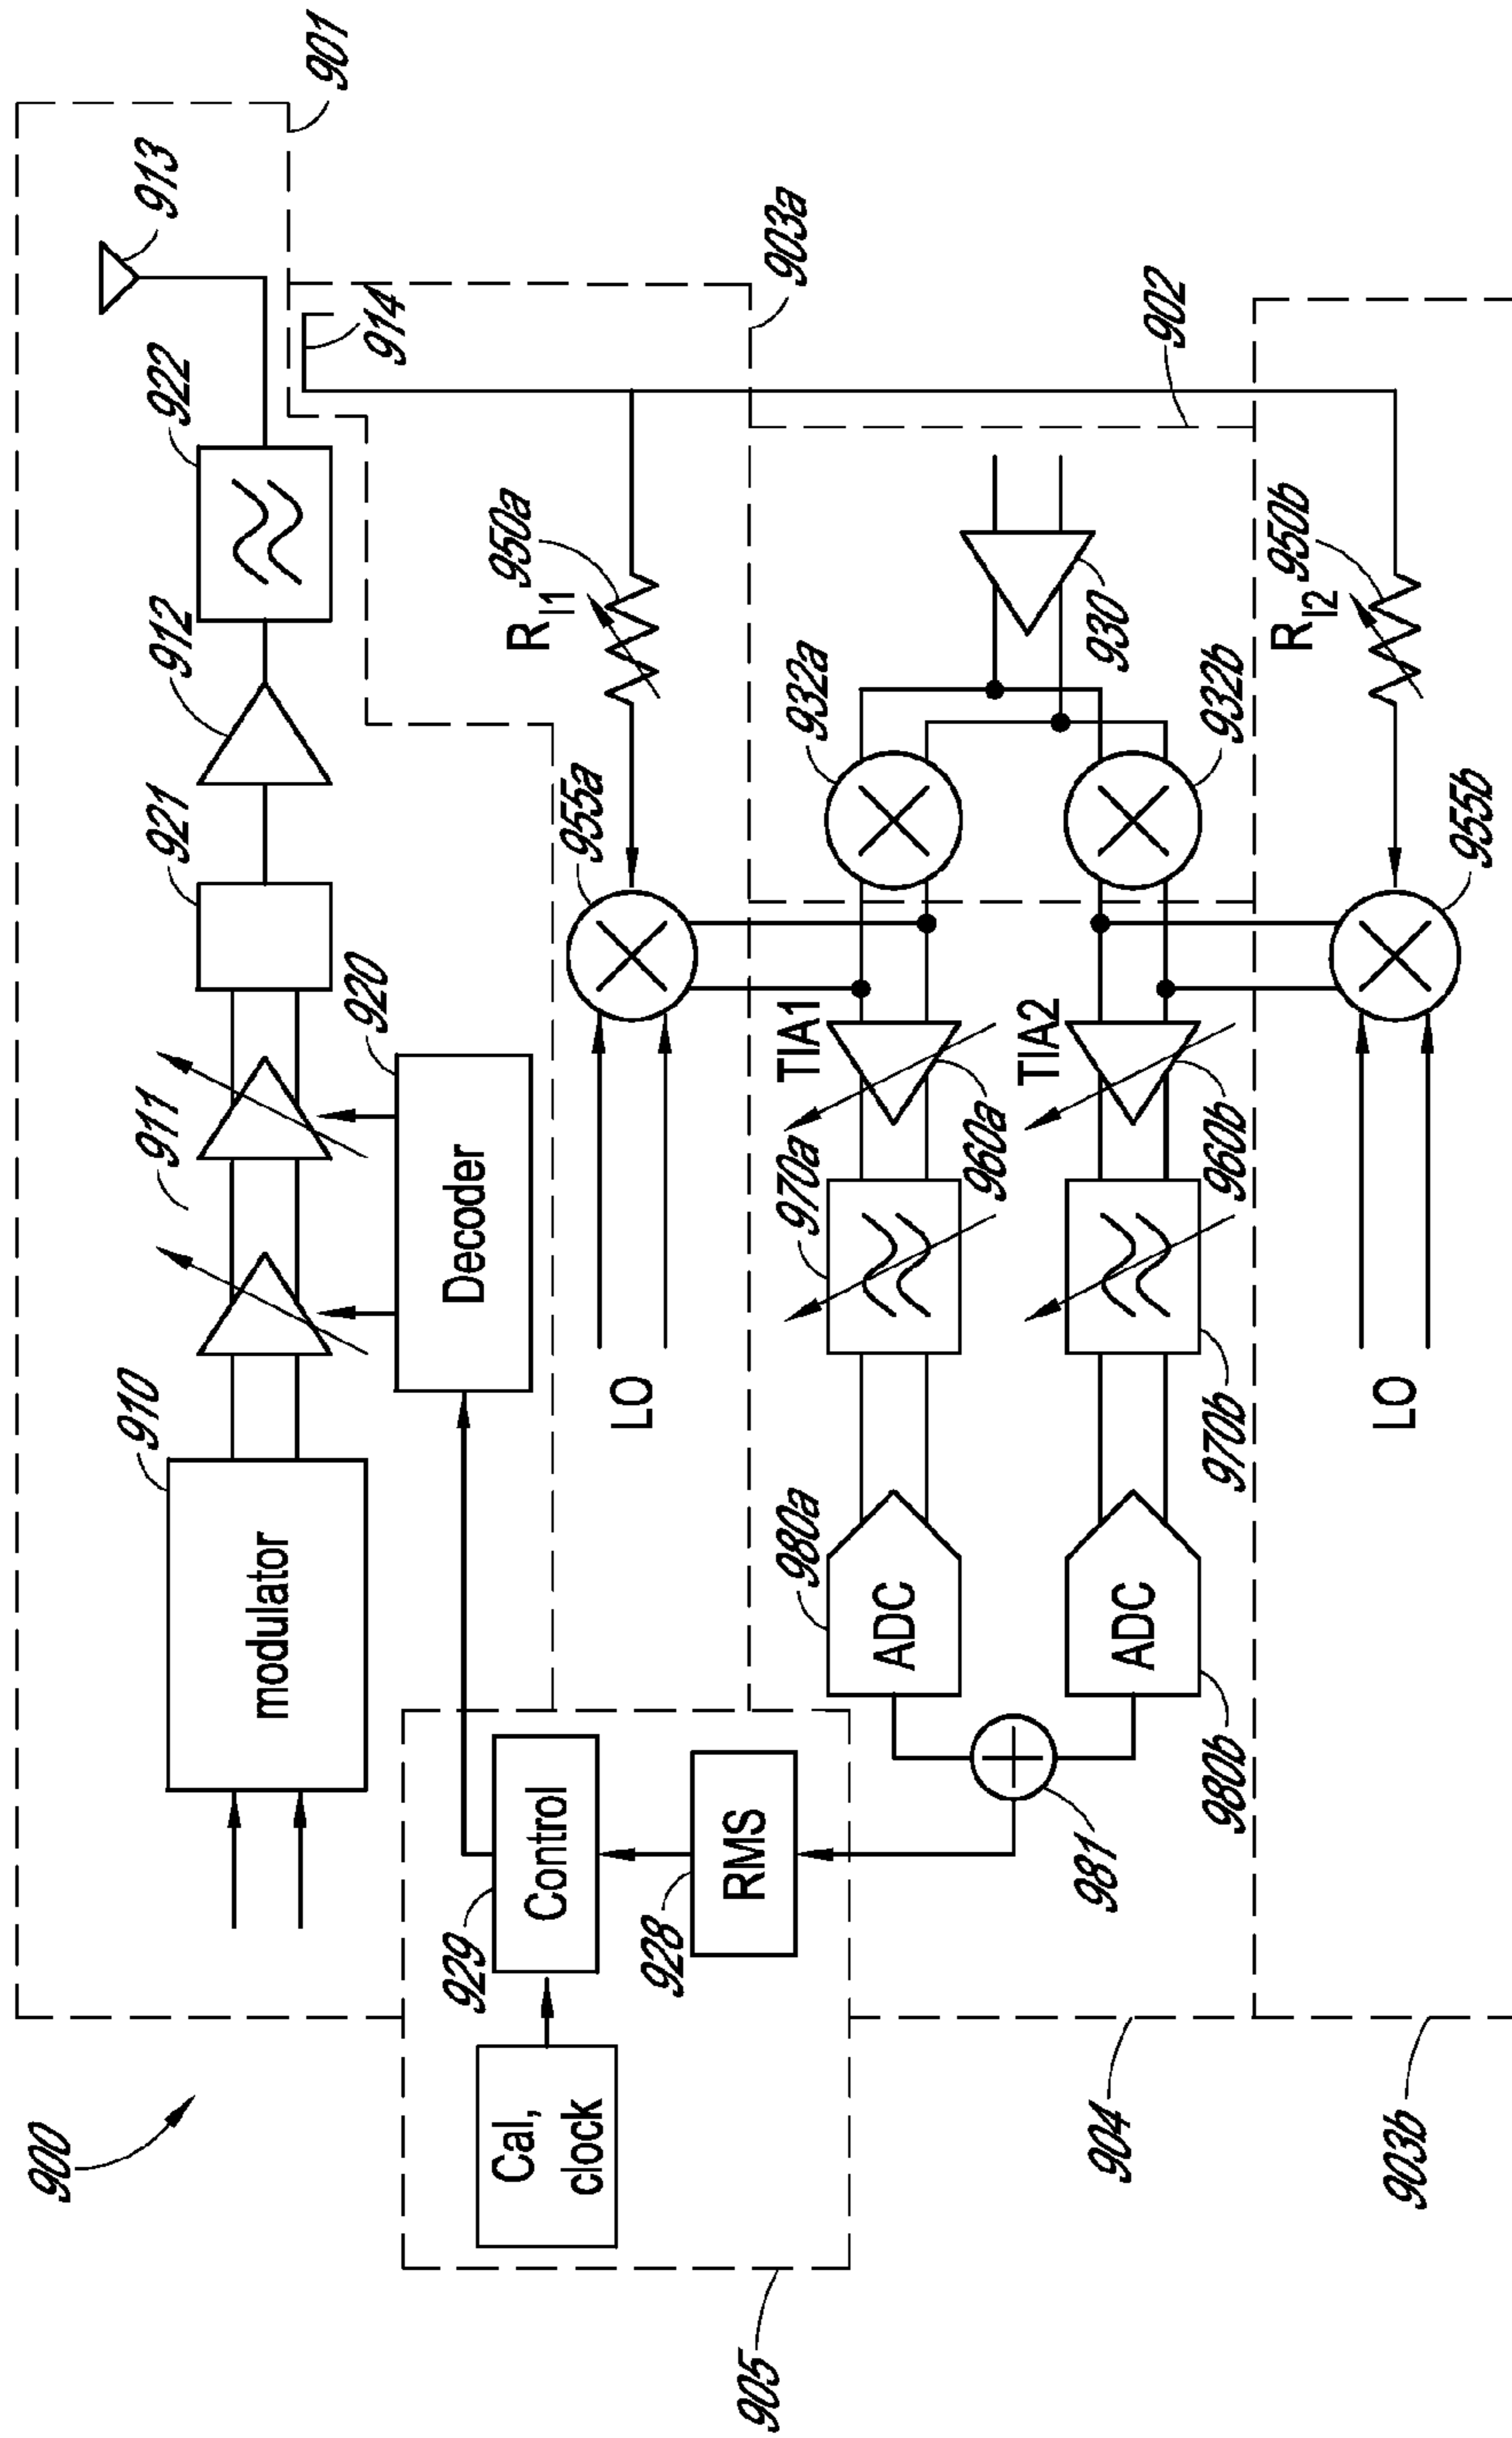 900
901
910
911
921
912
922
913
modulator
914
920
Decoder
929
Control
Cal,
clock
928
RMS
905
LO
955a
R I1
950a
903a
980a
ADC
970a
TIA1
960a
932a
930
902
981
980b
ADC
970b
TIA2
960b
932b
904
903b
LO
955b
R I2
950b